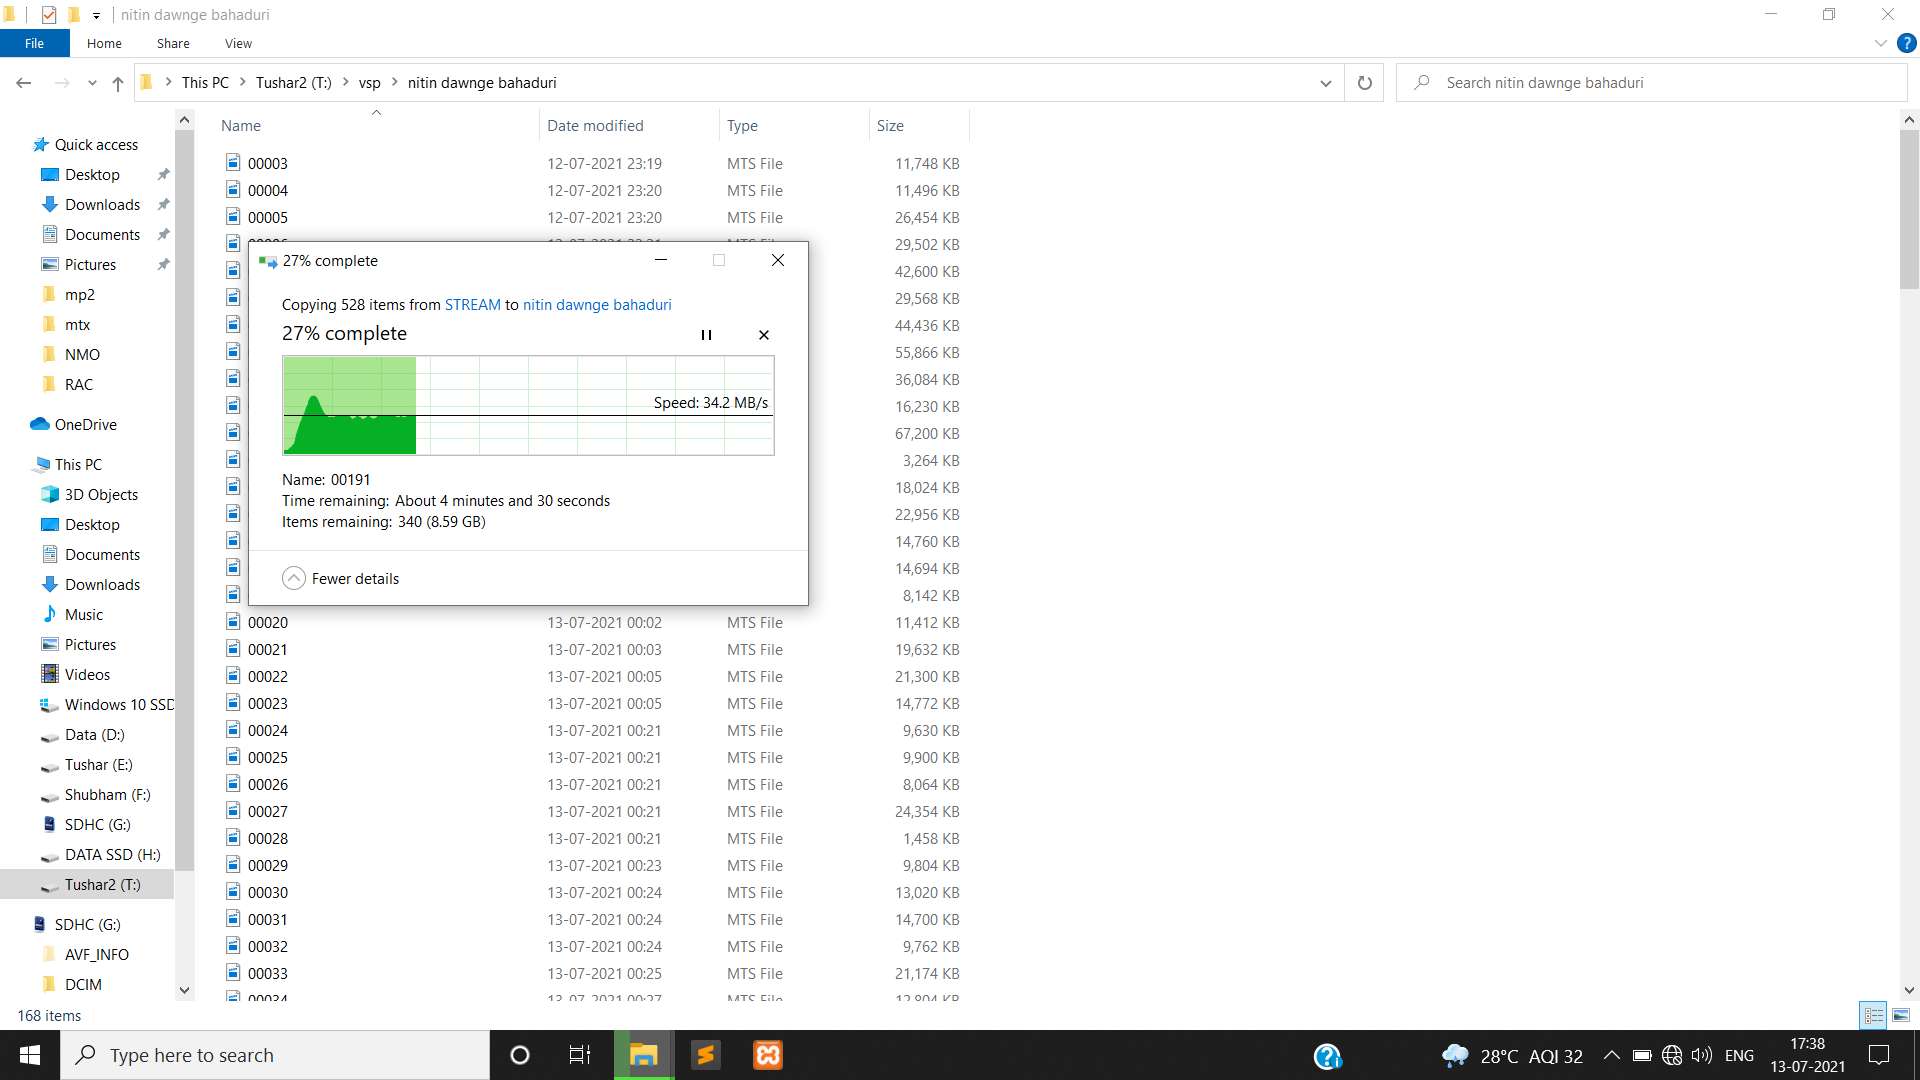 nitin dawnge bahaduri
File Home Share View
This PC Tushar2 (T:) vsp nitin dawnge bahaduri
Search nitin dawnge bahaduri
Quick access
Desktop
Downloads
Documents
Pictures
mp2
mtx
NMO
RAC
OneDrive
This PC
3D Objects
Desktop
Documents
Downloads
Music
Pictures
Videos
Windows 10 SSD
Data (D:)
Tushar (E:)
Shubham (F:)
SDHC (G:)
DATA SSD (H:)
Tushar2 (T:)
SDHC (G:)
AVF_INFO
DCIM
Name Date modified Type Size
00003 12-07-2021 23:19 MTS File 11,748 KB
00004 12-07-2021 23:20 MTS File 11,496 KB
00005 12-07-2021 23:20 MTS File 26,454 KB
29,502 KB
42,600 KB
29,568 KB
44,436 KB
55,866 KB
36,084 KB
16,230 KB
67,200 KB
3,264 KB
18,024 KB
22,956 KB
14,760 KB
14,694 KB
8,142 KB
27% complete
Copying 528 items from STREAM to nitin dawnge bahaduri
27% complete
Speed: 34.2 MB/s
Name: 00191
Time remaining: About 4 minutes and 30 seconds
Items remaining: 340 (8.59 GB)
Fewer details
00020 13-07-2021 00:02 MTS File 11,412 KB
00021 13-07-2021 00:03 MTS File 19,632 KB
00022 13-07-2021 00:05 MTS File 21,300 KB
00023 13-07-2021 00:05 MTS File 14,772 KB
00024 13-07-2021 00:21 MTS File 9,630 KB
00025 13-07-2021 00:21 MTS File 9,900 KB
00026 13-07-2021 00:21 MTS File 8,064 KB
00027 13-07-2021 00:21 MTS File 24,354 KB
00028 13-07-2021 00:21 MTS File 1,458 KB
00029 13-07-2021 00:23 MTS File 9,804 KB
00030 13-07-2021 00:24 MTS File 13,020 KB
00031 13-07-2021 00:24 MTS File 14,700 KB
00032 13-07-2021 00:24 MTS File 9,762 KB
00033 13-07-2021 00:25 MTS File 21,174 KB
00034 13-07-2021 00:27 MTS File 12,804 KB
168 items
Type here to search
28°C AQI 32
ENG
17:38
13-07-2021